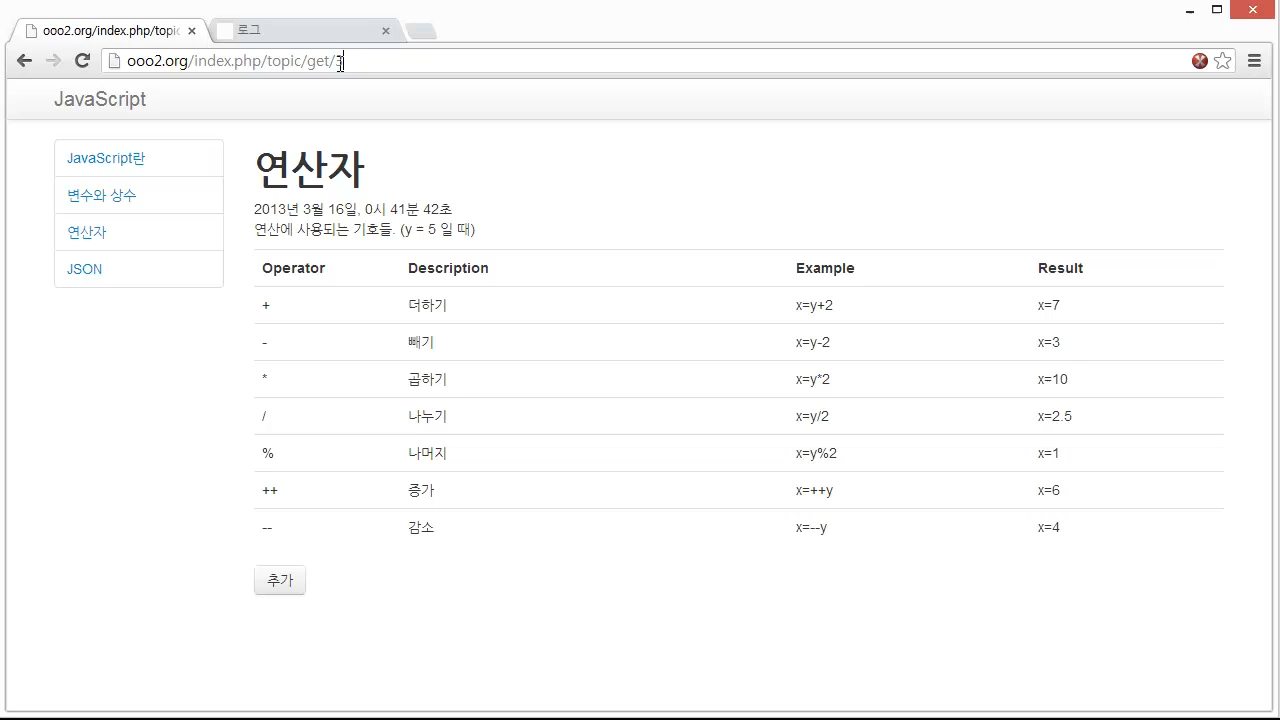 ooo2.org/index.php/topic
로그
ooo2.org/index.php/topic/get/3
JavaScript
JavaScript란
변수와 상수
연산자
JSON
연산자
2013년 3월 16일, 0시 41분 42초
연산에 사용되는 기호들. (y = 5 일 때)
Operator Description Example Result
+ 더하기 x=y+2 x=7
- 빼기 x=y-2 x=3
* 곱하기 x=y*2 x=10
/ 나누기 x=y/2 x=2.5
% 나머지 x=y%2 x=1
++ 증가 x=++y x=6
-- 감소 x=--y x=4
추가